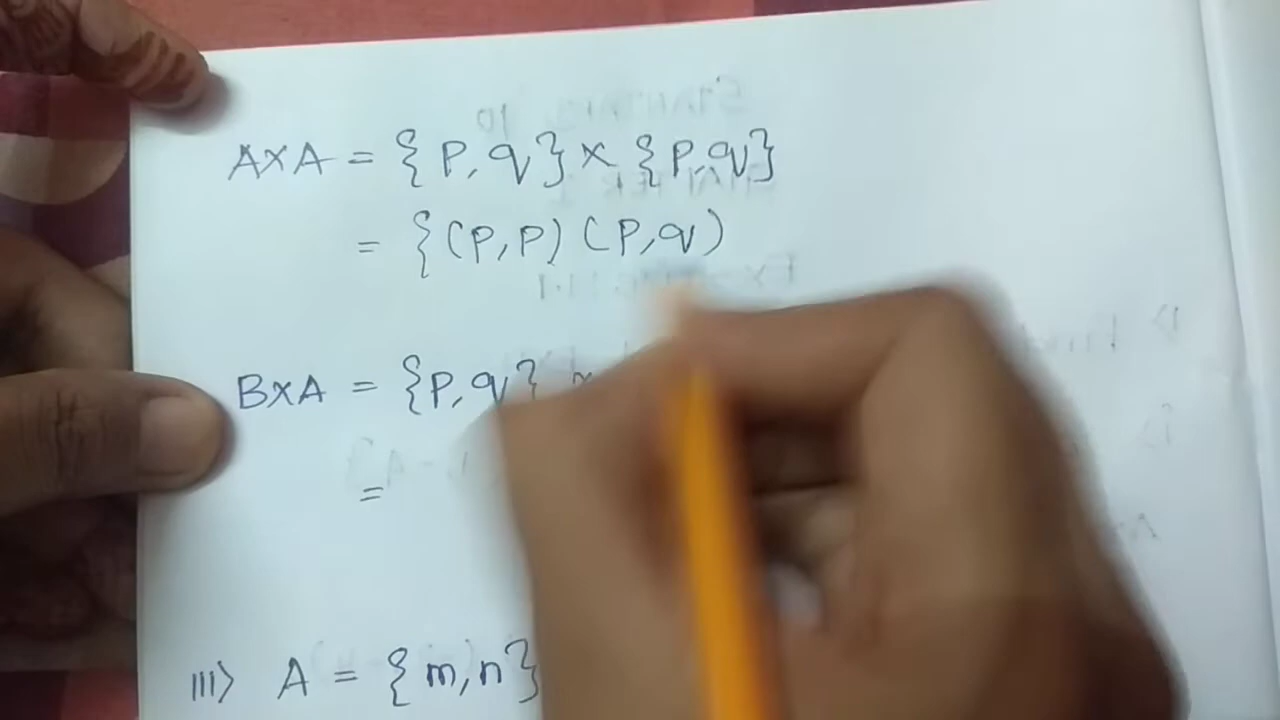 A×A = {P,q} × {P,q}
= {(P,P) (P,q)
B×A = {P,q} ×
=
III) A = {m,n}